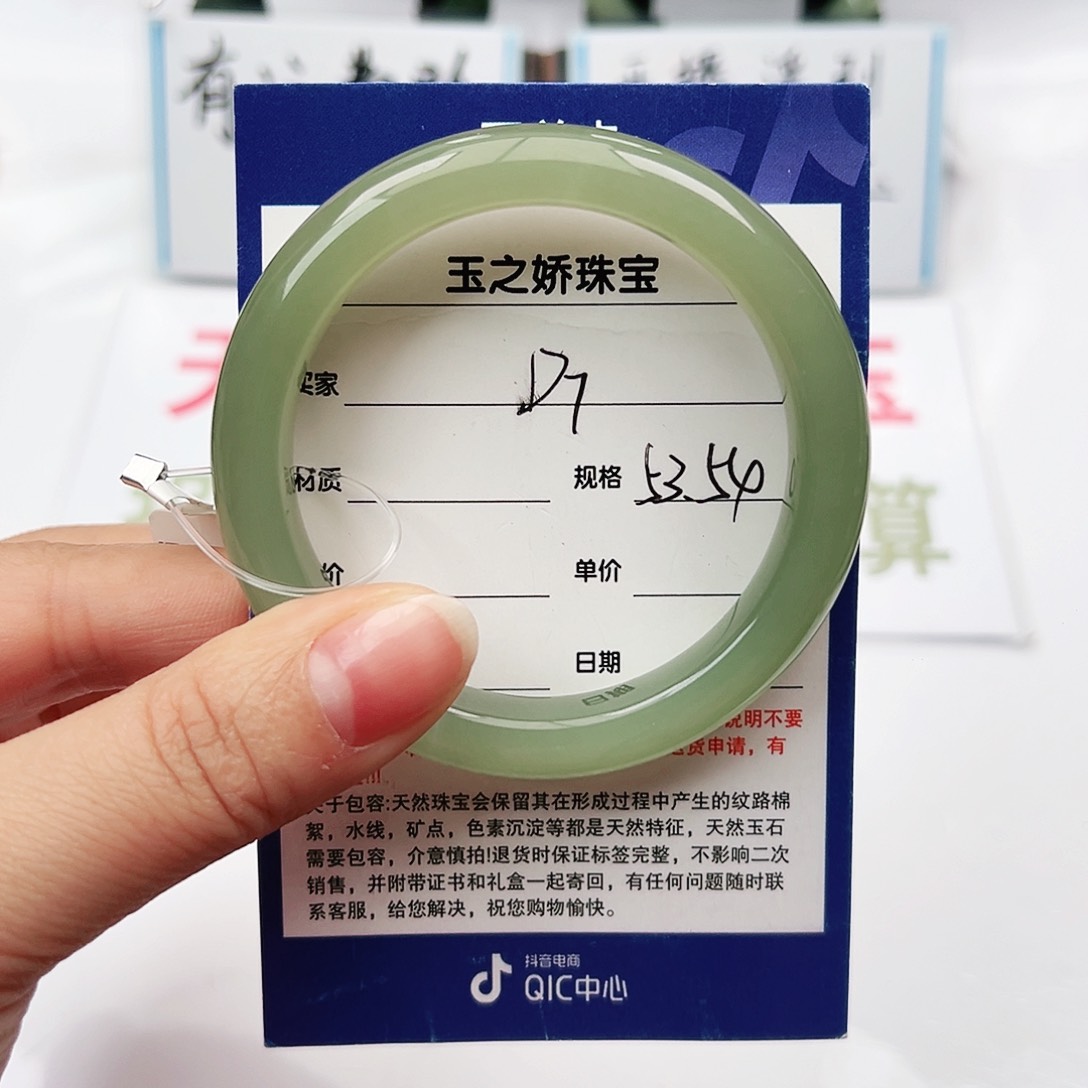 有
玉之娇珠宝
D7
卖家
材质
规格 53.54
价
单价
日期
说明不要
货申请，有
关于包容:天然珠宝会保留其在形成过程中产生的纹路棉
絮，水线，矿点，色素沉淀等都是天然特征，天然玉石
需要包容，介意慎拍!退货时保证标签完整，不影响二次
销售，并附带证书和礼盒一起寄回，有任何问题随时联
系客服，给您解决，祝您购物愉快。
抖音电商
QIC中心
天
玉
算